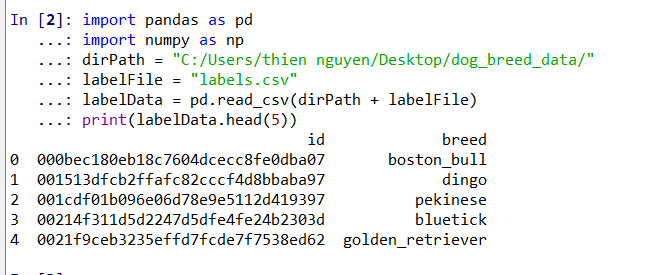 In [2]: import pandas as pd
...: import numpy as np
...: dirPath = "C:/Users/thien nguyen/Desktop/dog_breed_data/"
...: labelFile = "labels.csv"
...: labelData = pd.read_csv(dirPath + labelFile)
...: print(labelData.head(5))
id breed
0 000bec180eb18c7604dcecc8fe0dba07 boston_bull
1 001513dfcb2ffafc82cccf4d8bbaba97 dingo
2 001cdf01b096e06d78e9e5112d419397 pekinese
3 00214f311d5d2247d5dfe4fe24b2303d bluetick
4 0021f9ceb3235effd7fcde7f7538ed62 golden_retriever